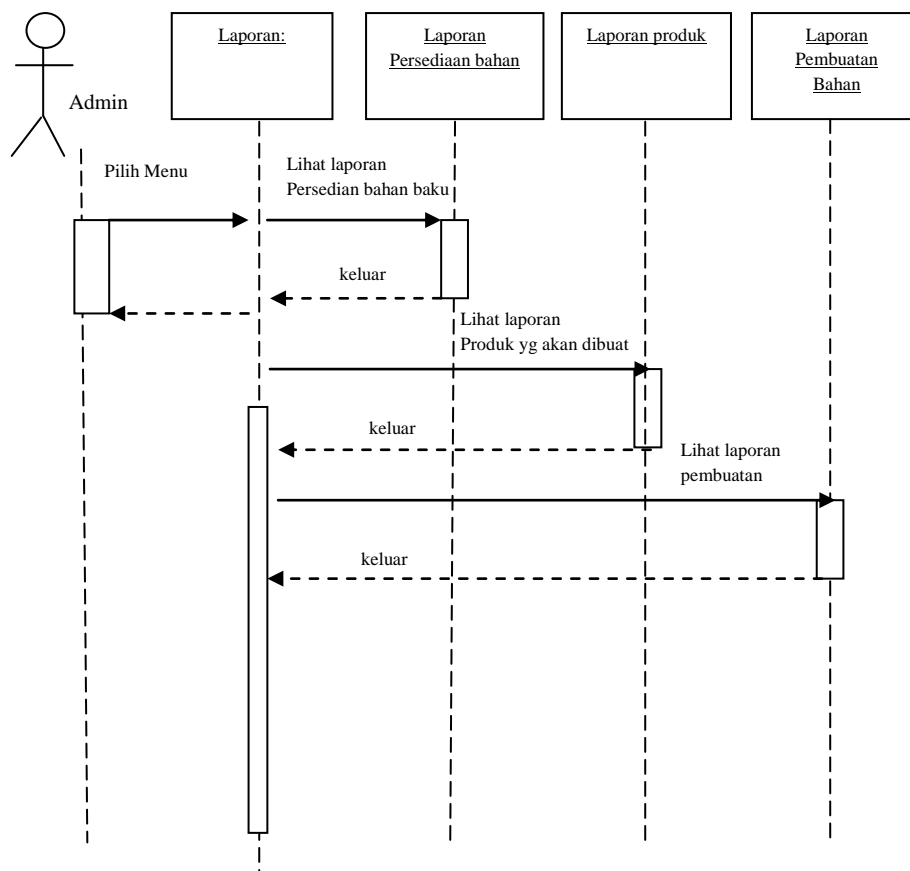 Laporan:
Laporan
Persediaan bahan
Laporan produk
Laporan
Pembuatan
Bahan
Admin
Pilih Menu
Lihat laporan
Persedian bahan baku
keluar
Lihat laporan
Produk yg akan dibuat
keluar
Lihat laporan
pembuatan
keluar